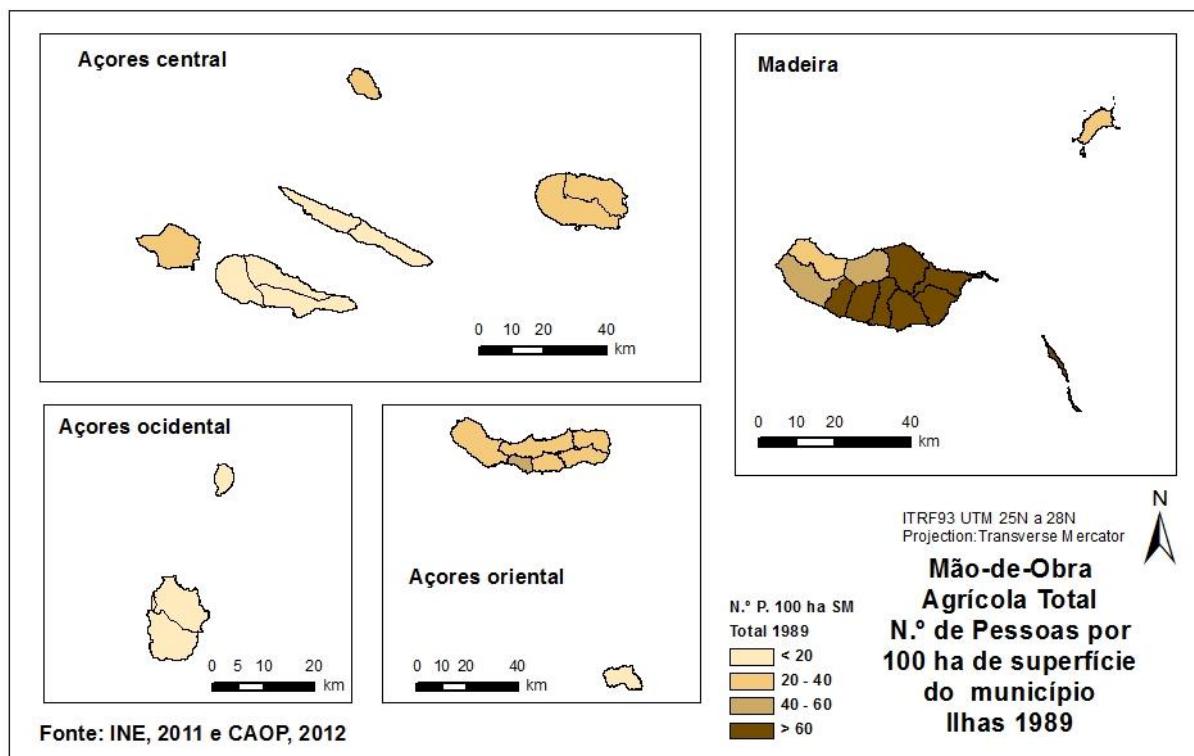 Açores central
0 10 20 40
km
Madeira
0 10 20 40
km
Açores ocidental
0 5 10 20
km
Açores oriental
0 10 20 40
km
N
ITRF93 UTM 25N a 28N
Projection:Transverse Mercator
Mão-de-Obra
Agrícola Total
N.º de Pessoas por
100 ha de superfície
do município
Ilhas 1989
N.º P. 100 ha SM
Total 1989
< 20
20 - 40
40 - 60
> 60
Fonte: INE, 2011 e CAOP, 2012